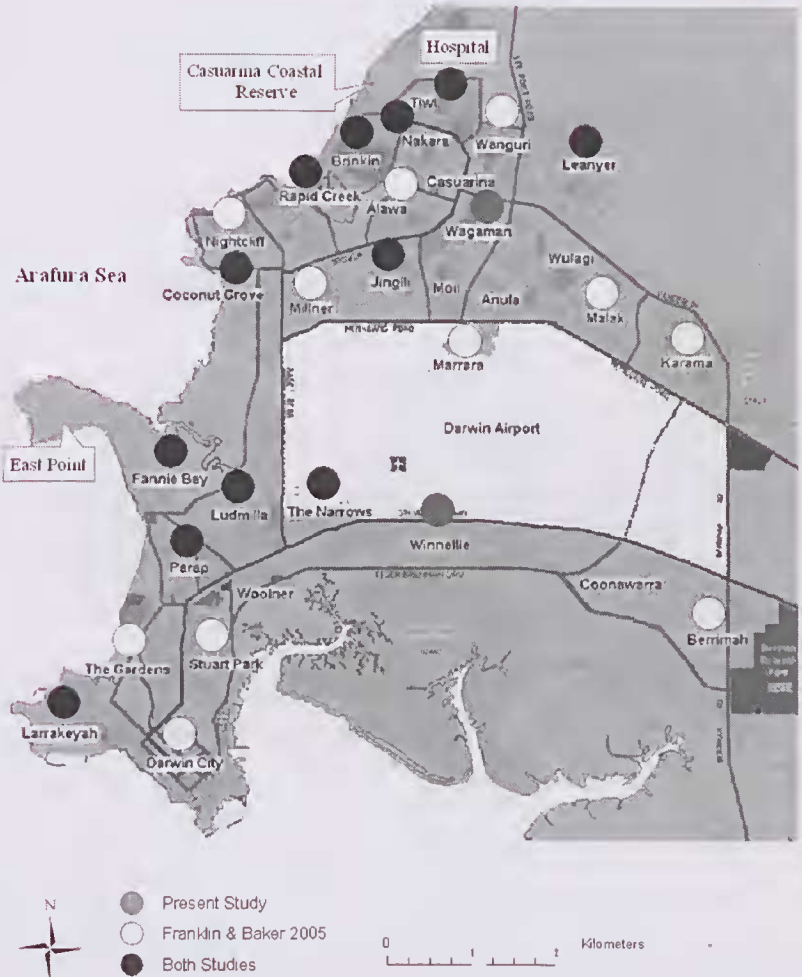 Hospital
Casuarina Coastal
Reserve
Tiwi
Nakara
Wanguri
Leanyer
Brinkin
Rapid Creek
Casuarina
Alawa
Nightcliff
Wagaman
Arafura Sea
Wulagi
Coconut Grove
Jingili
Moil
Anula
Millner
Malak
Marrara
Karama
Darwin Airport
East Point
Fannie Bay
Ludmilla
The Narrows
Parap
Winnellie
Woolner
Coonawarra
Berrimah
The Gardens
Stuart Park
Larrakeyah
Darwin City
N
Present Study
Franklin & Baker 2005
Both Studies
0 1 2 Kilometers